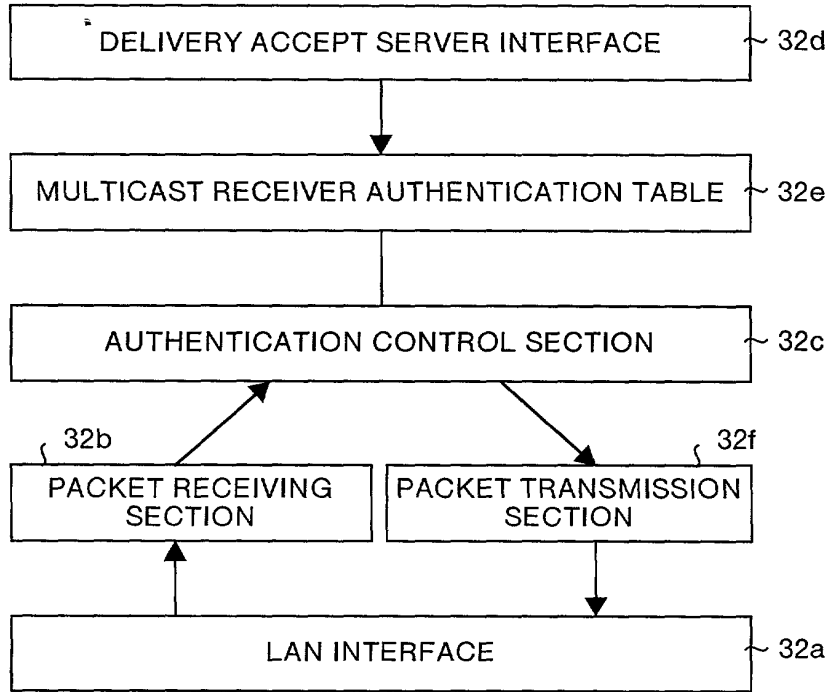 DELIVERY ACCEPT SERVER INTERFACE
32d
MULTICAST RECEIVER AUTHENTICATION TABLE
32e
AUTHENTICATION CONTROL SECTION
32c
32b
PACKET RECEIVING
SECTION
32f
PACKET TRANSMISSION
SECTION
LAN INTERFACE
32a